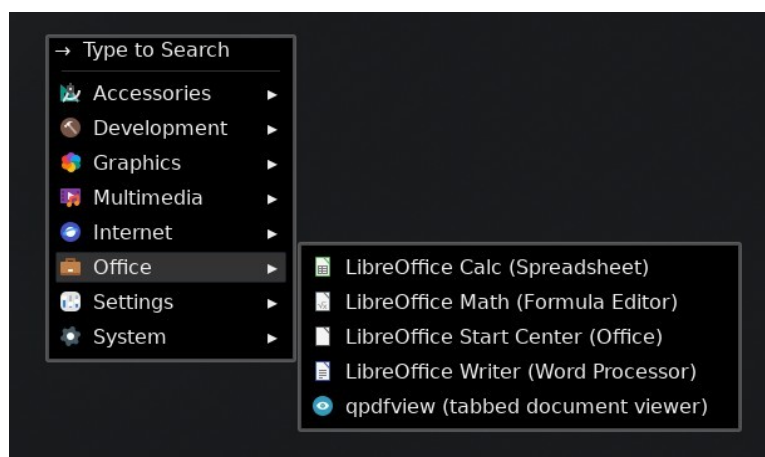 → Type to Search
Accessories ►
Development ►
Graphics ►
Multimedia ►
Internet ►
Office ►
Settings ►
System ►
LibreOffice Calc (Spreadsheet)
LibreOffice Math (Formula Editor)
LibreOffice Start Center (Office)
LibreOffice Writer (Word Processor)
qpdfview (tabbed document viewer)